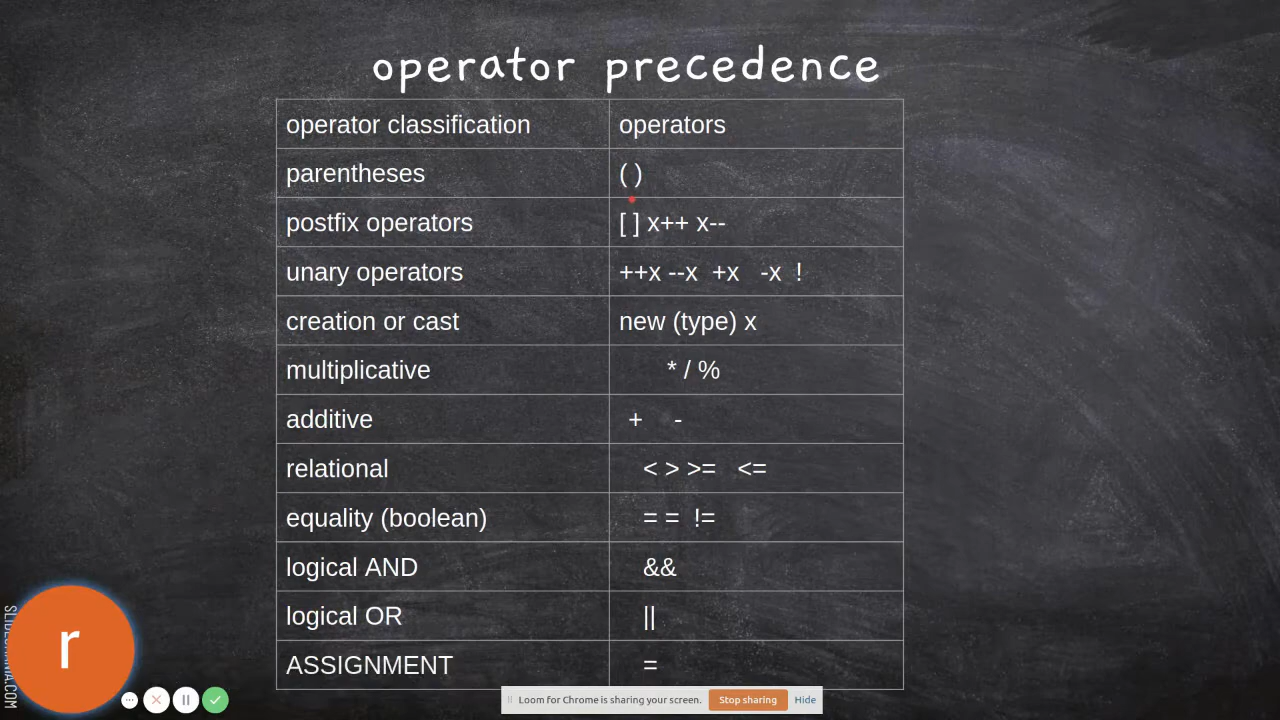 operator precedence
operator classification operators
parentheses ( )
postfix operators [ ] x++ x--
unary operators ++x --x +x -x !
creation or cast new (type) x
multiplicative * / %
additive + -
relational < > >= <=
equality (boolean) = = !=
logical AND &&
logical OR ||
ASSIGNMENT =
r
Loom for Chrome is sharing your screen. Stop sharing Hide